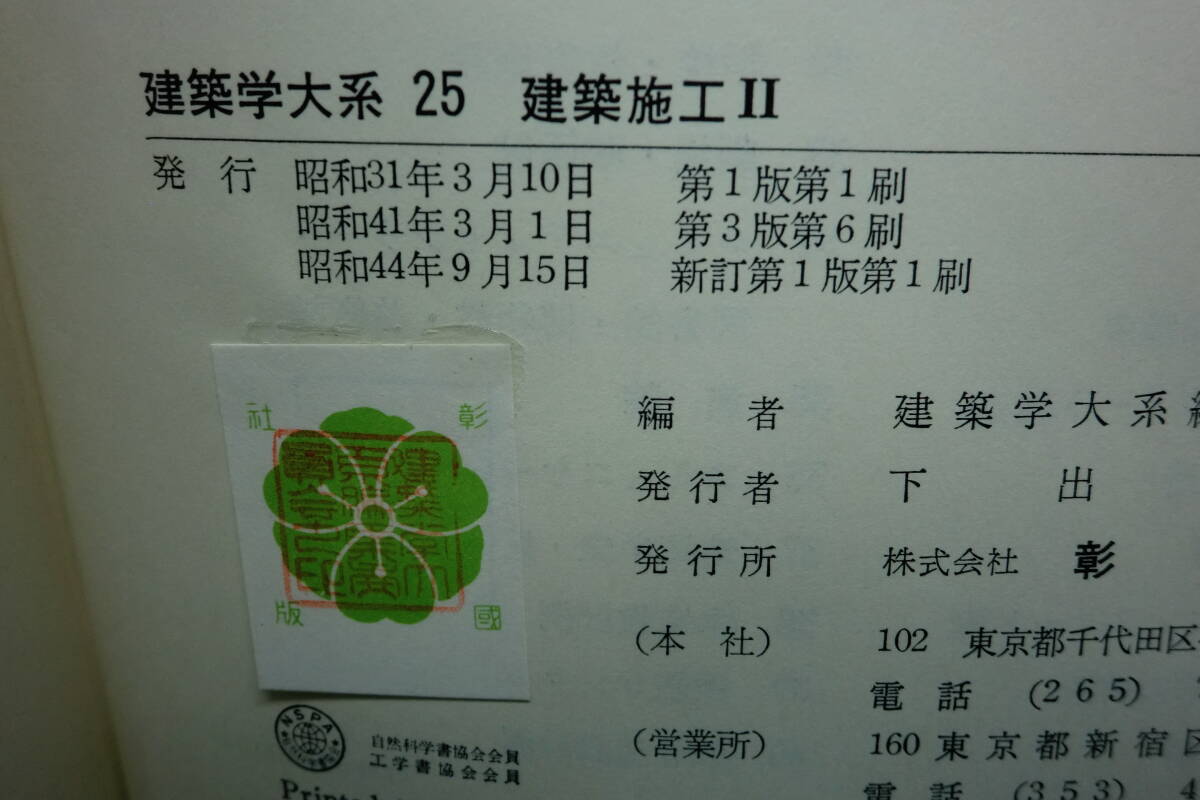 建築学大系 25 建築施工II
発行 昭和31年3月10日 第1版第1刷
昭和41年3月1日 第3版第6刷
昭和44年9月15日 新訂第1版第1刷
彰
國
社
版
編者 建築学大系
発行者 下出
発行所 株式会社 彰
(本社) 102 東京都千代田区
電話 (265)
(営業所) 160 東京都新宿区
電話 (353) 4
NSPA
自然科学書協会会員
工学書協会会員
Printed